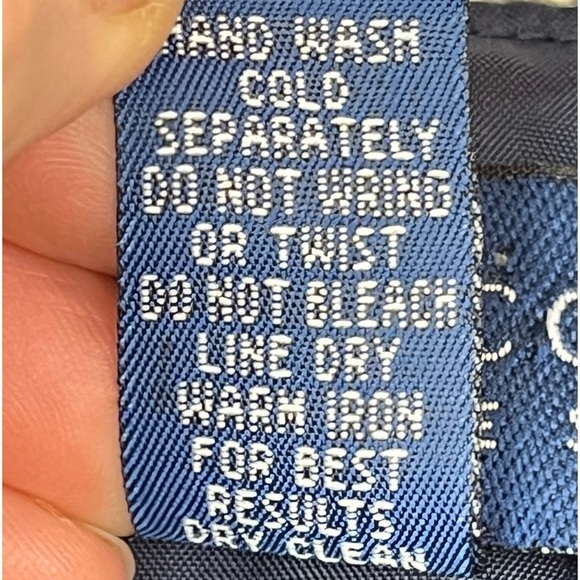 HAND WASH
COLD
SEPARATELY
DO NOT WRING
OR TWIST
DO NOT BLEACH
LINE DRY
WARM IRON
FOR BEST
RESULTS
DRY CLEAN